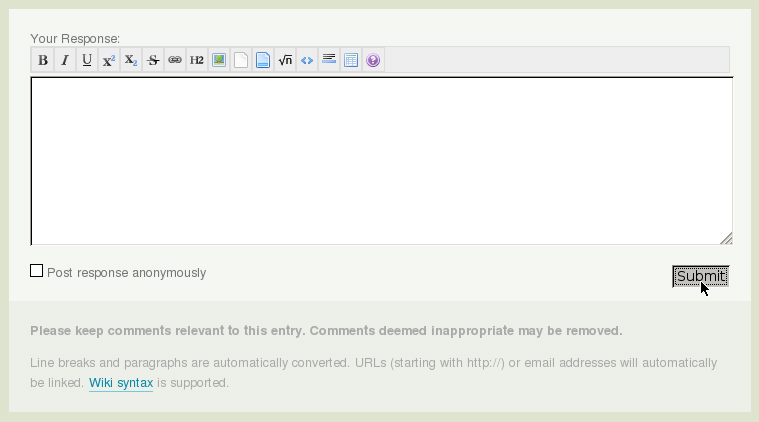 Your Response:
B I U X² X₂ S H2 √n <> ?
Post response anonymously
Submit
Please keep comments relevant to this entry. Comments deemed inappropriate may be removed.
Line breaks and paragraphs are automatically converted. URLs (starting with http://) or email addresses will automatically
be linked. Wiki syntax is supported.